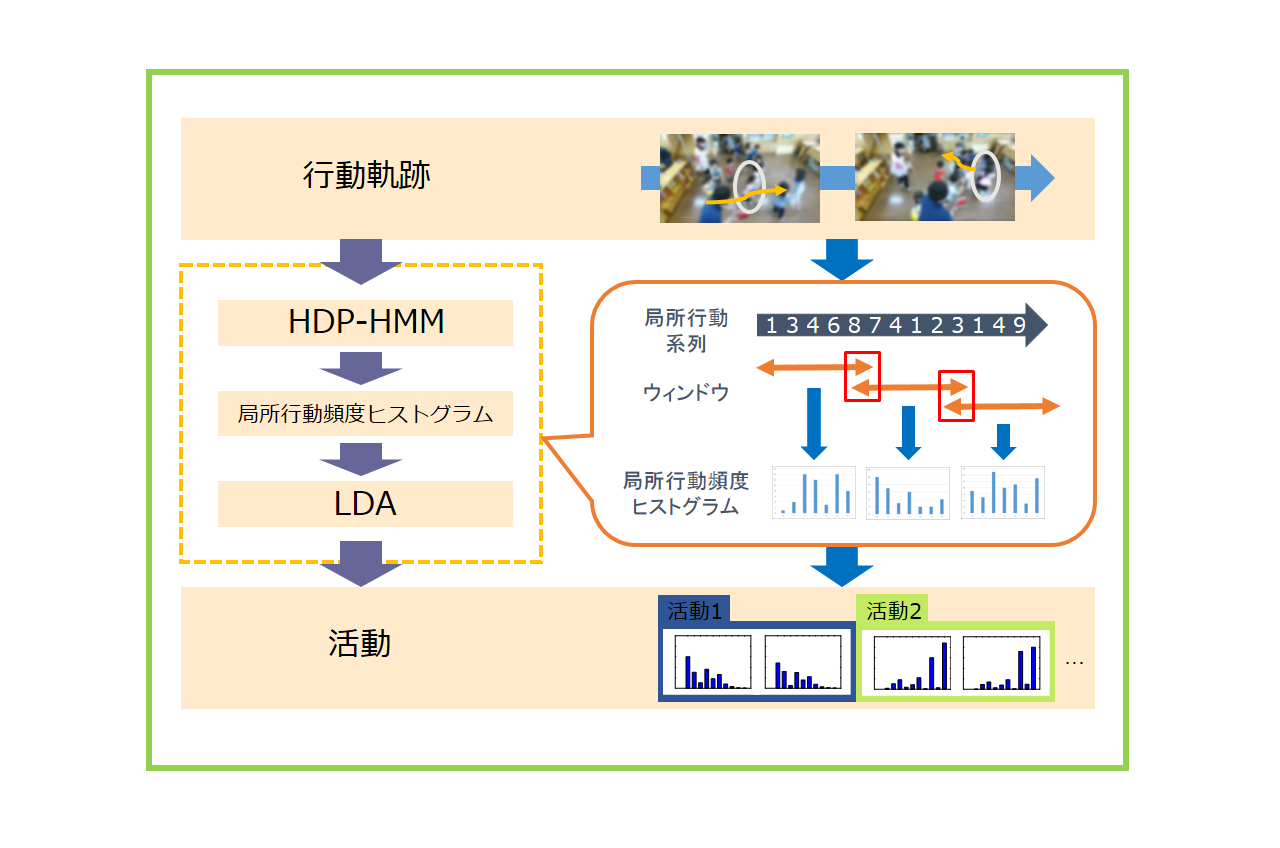 行動軌跡
HDP-HMM
局所行動頻度ヒストグラム
LDA
局所行動
系列
1 3 4 6 8 7 4 1 2 3 1 4 9
ウィンドウ
局所行動頻度
ヒストグラム
活動
活動1
活動2
…